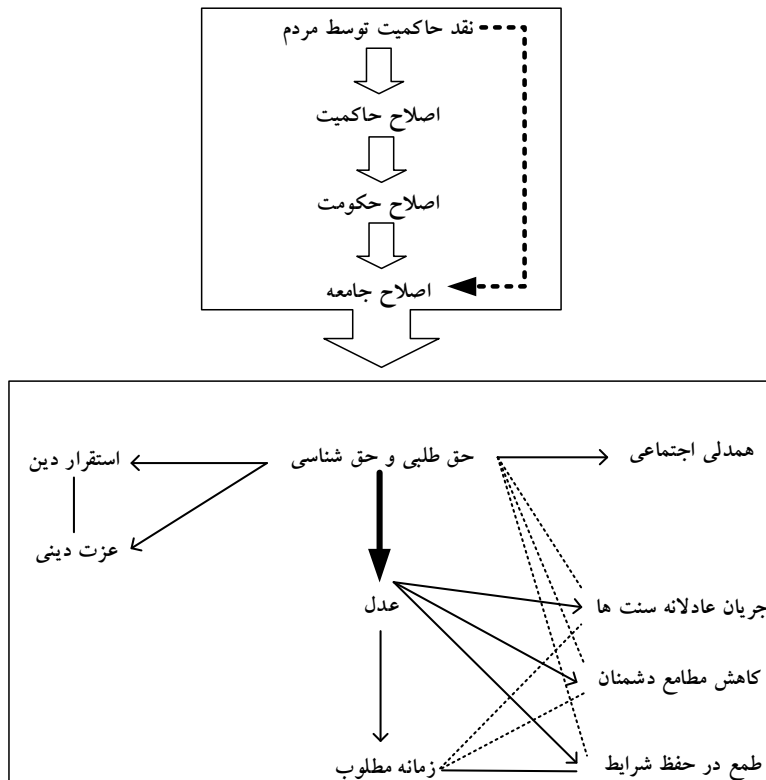 نقد حاکمیت توسط مردم
اصلاح حاکمیت
اصلاح حکومت
اصلاح جامعه
همدلی اجتماعی
حق طلبی و حق شناسی
استقرار دین
عزت دینی
عدل
جریان عادلانه سنت ها
کاهش مطامع دشمنان
طمع در حفظ شرایط
زمانه مطلوب